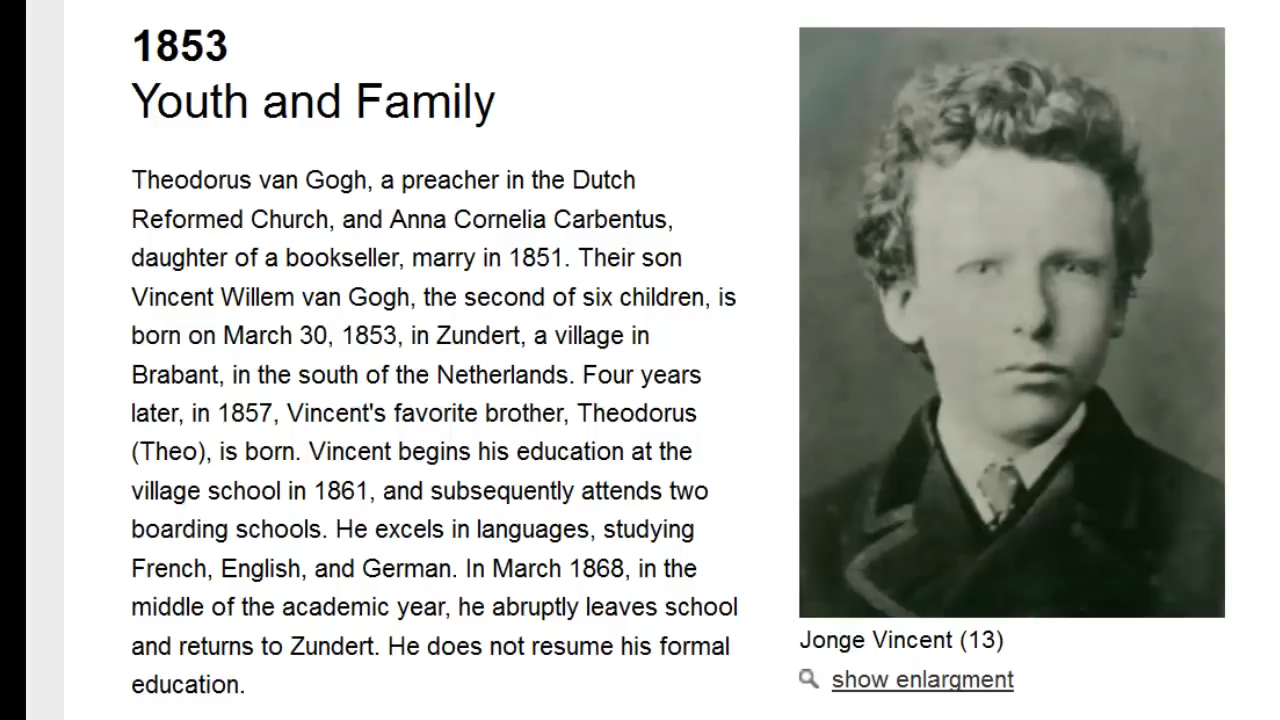 1853
Youth and Family
Theodorus van Gogh, a preacher in the Dutch
Reformed Church, and Anna Cornelia Carbentus,
daughter of a bookseller, marry in 1851. Their son
Vincent Willem van Gogh, the second of six children, is
born on March 30, 1853, in Zundert, a village in
Brabant, in the south of the Netherlands. Four years
later, in 1857, Vincent's favorite brother, Theodorus
(Theo), is born. Vincent begins his education at the
village school in 1861, and subsequently attends two
boarding schools. He excels in languages, studying
French, English, and German. In March 1868, in the
middle of the academic year, he abruptly leaves school
and returns to Zundert. He does not resume his formal
education.
Jonge Vincent (13)
show enlargment